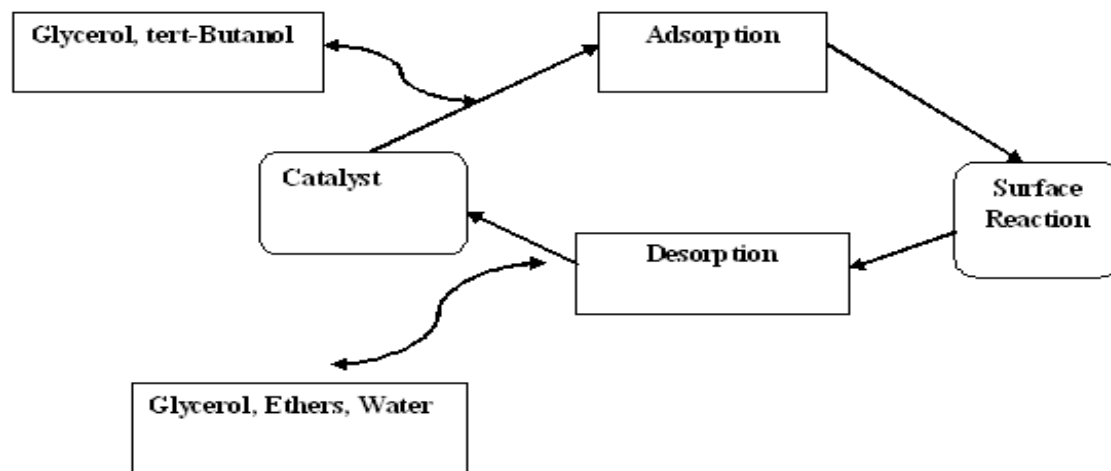 Glycerol, tert-Butanol
Adsorption
Catalyst
Surface
Reaction
Desorption
Glycerol, Ethers, Water